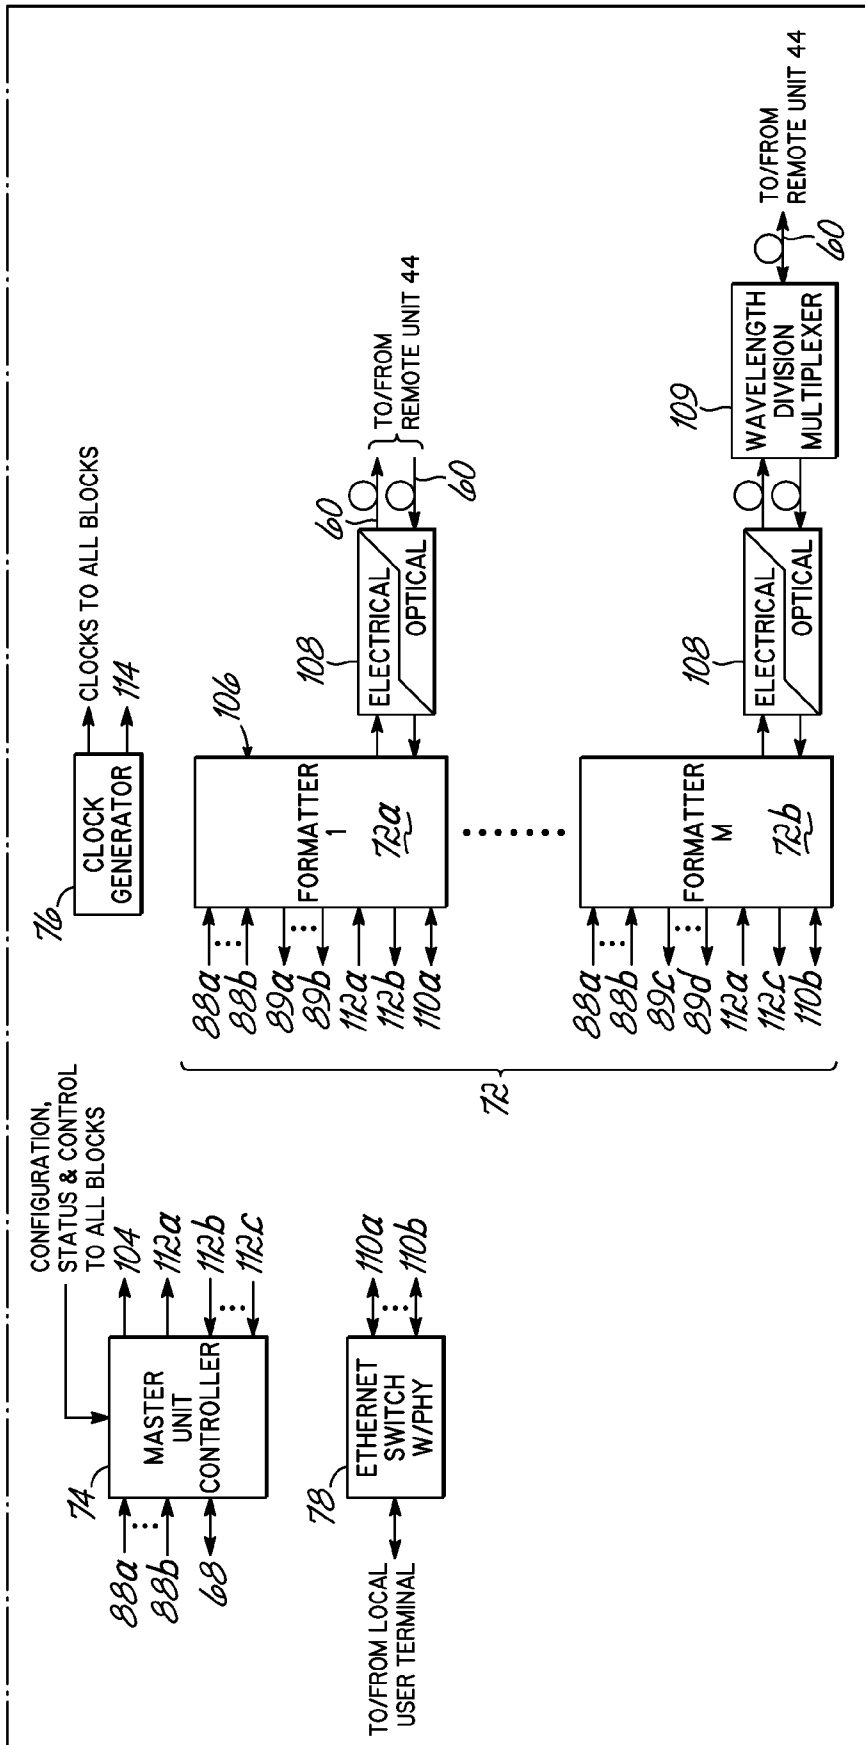 CONFIGURATION,
STATUS & CONTROL
TO ALL BLOCKS
88a
88b
68
74
MASTER
UNIT
CONTROLLER
104
112a
112b
112c
TO/FROM LOCAL
USER TERMINAL
78
ETHERNET
SWITCH
W/PHY
110a
110b
76
CLOCK
GENERATOR
CLOCKS TO ALL BLOCKS
114
72
88a
88b
89a
89b
112a
112b
110a
FORMATTER
1
72a
106
108
ELECTRICAL
OPTICAL
60
60
TO/FROM
REMOTE UNIT 44
88a
88b
89c
89d
112a
112c
110b
FORMATTER
M
72b
108
ELECTRICAL
OPTICAL
109
WAVELENGTH
DIVISION
MULTIPLEXER
60
TO/FROM
REMOTE UNIT 44